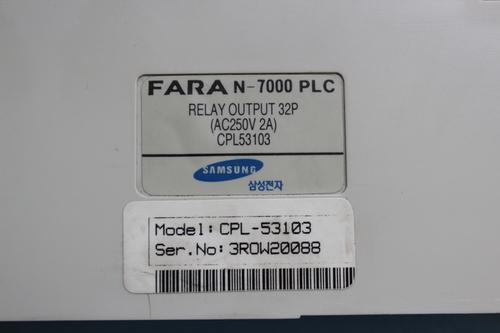 FARA N-7000 PLC
RELAY OUTPUT 32P
(AC250V 2A)
CPL53103
SAMSUNG
삼성전자
Model: CPL-53103
Ser.No: 3ROW20088